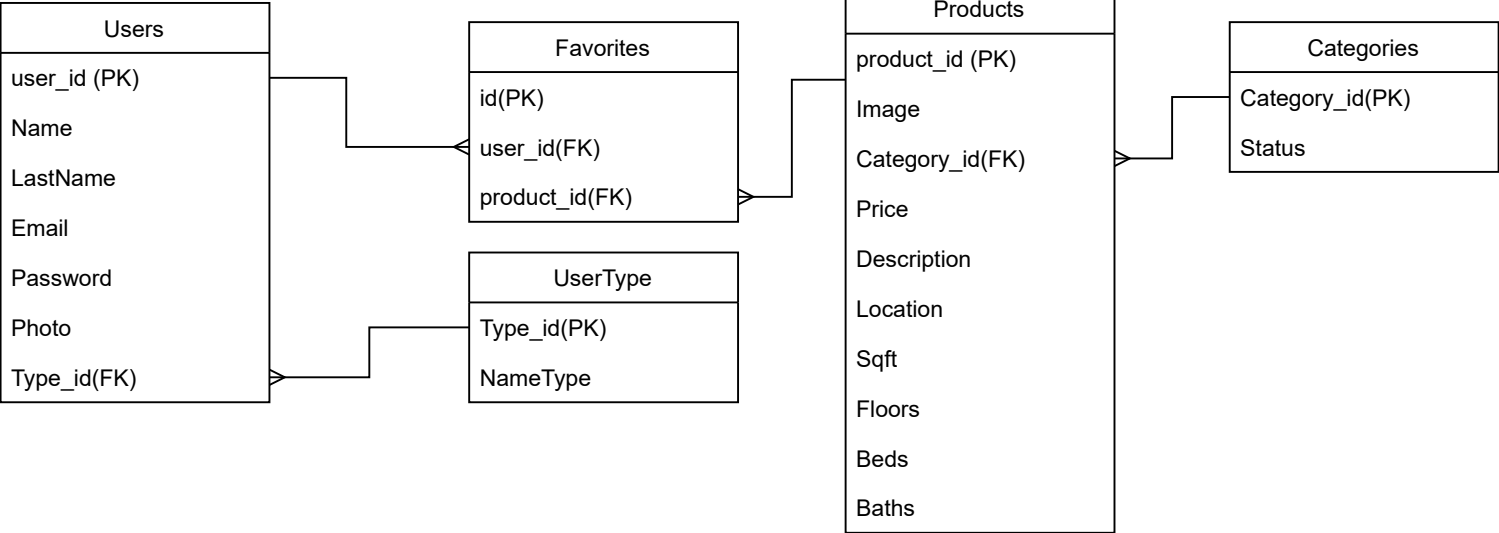 Users
user_id (PK)
Name
LastName
Email
Password
Photo
Type_id(FK)
Favorites
id(PK)
user_id(FK)
product_id(FK)
UserType
Type_id(PK)
NameType
Products
product_id (PK)
Image
Category_id(FK)
Price
Description
Location
Sqft
Floors
Beds
Baths
Categories
Category_id(PK)
Status